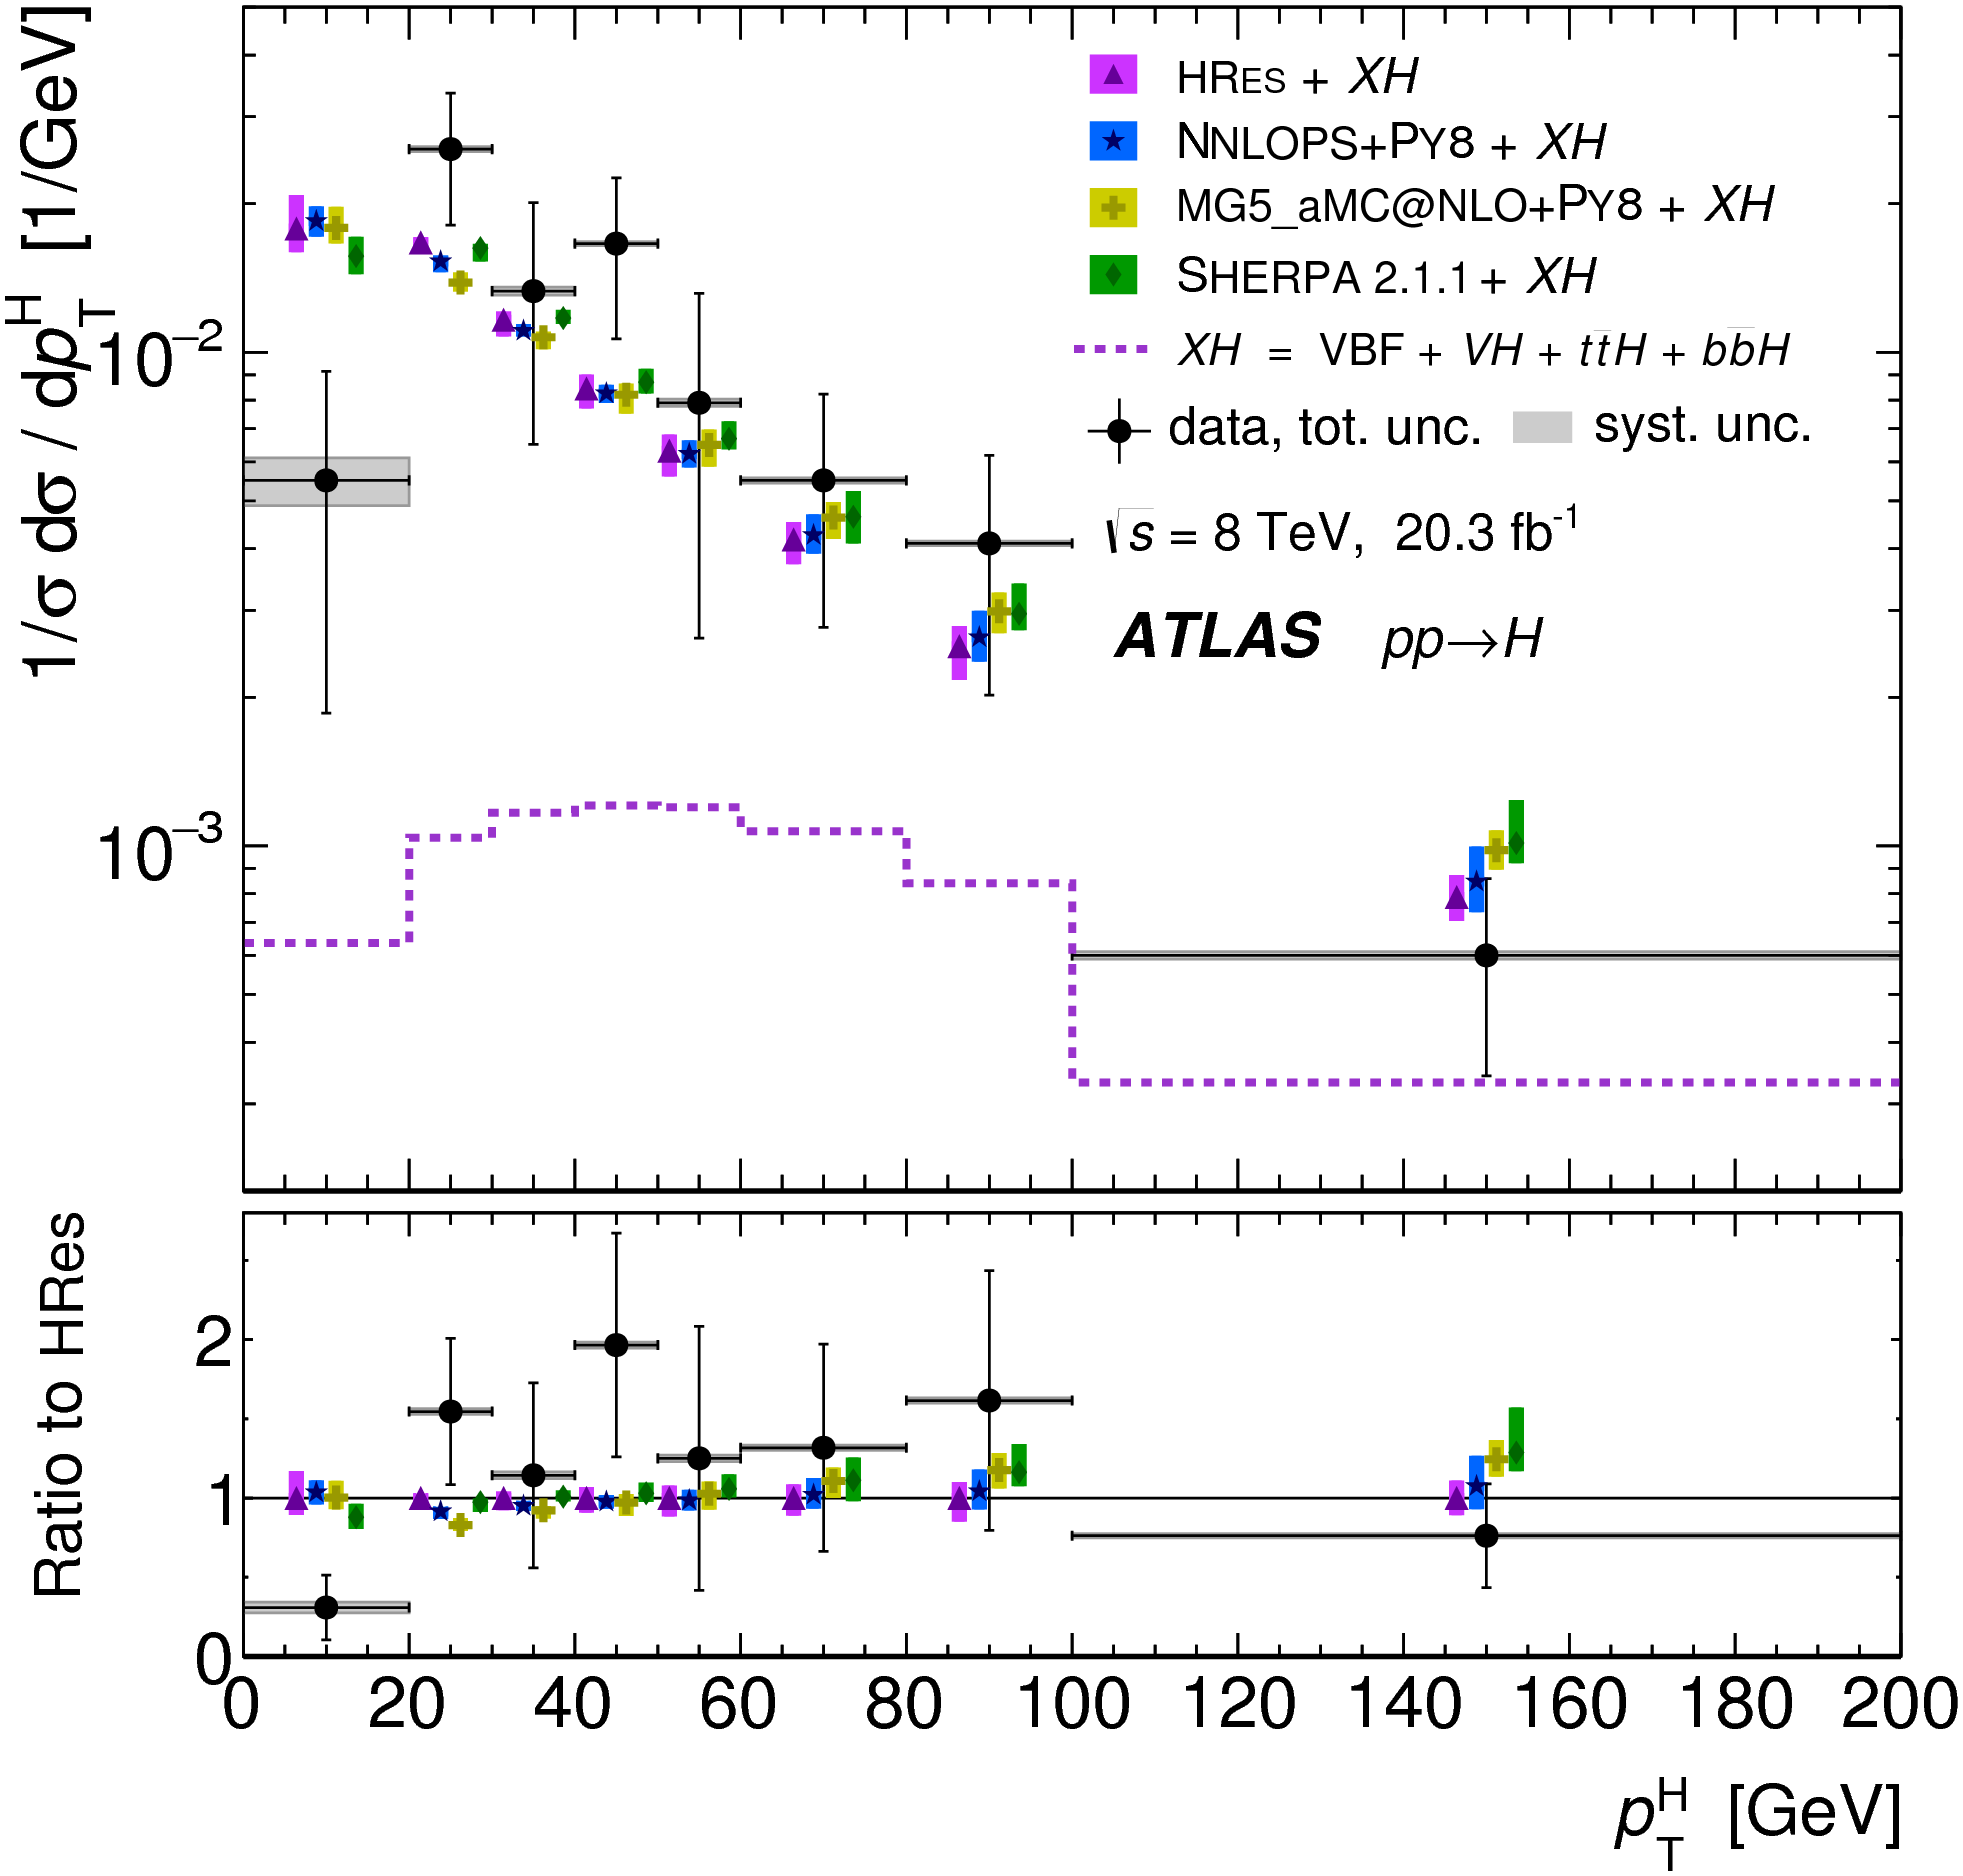 1/σ dσ / dp_T^H [1/GeV]
10⁻²
10⁻³
HRES + XH
NNLOPS+PY8 + XH
MG5_aMC@NLO+PY8 + XH
SHERPA 2.1.1 + XH
XH = VBF + VH + tt̄H + bb̄H
data, tot. unc. syst. unc.
√s = 8 TeV, 20.3 fb⁻¹
ATLAS pp→H
Ratio to HRes
2
1
0
0 20 40 60 80 100 120 140 160 180 200
p_T^H [GeV]